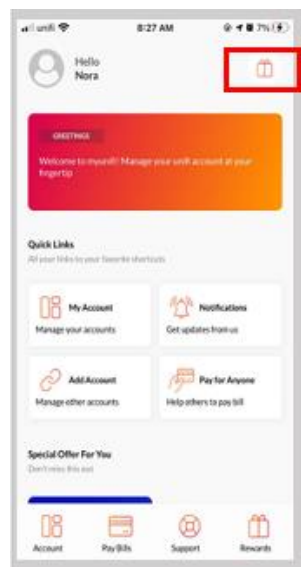 unifi 8:27 AM 7%
Hello
Nora
GREETINGS
Welcome to myunifi! Manage your unifi account at your
fingertip
Quick Links
All your links to your favorite shortcuts
My Account
Manage your accounts
Notifications
Get updates from us
Add Account
Manage other accounts
Pay for Anyone
Help others to pay bill
Special Offer For You
Don't miss this out
Account Pay Bills Support Rewards